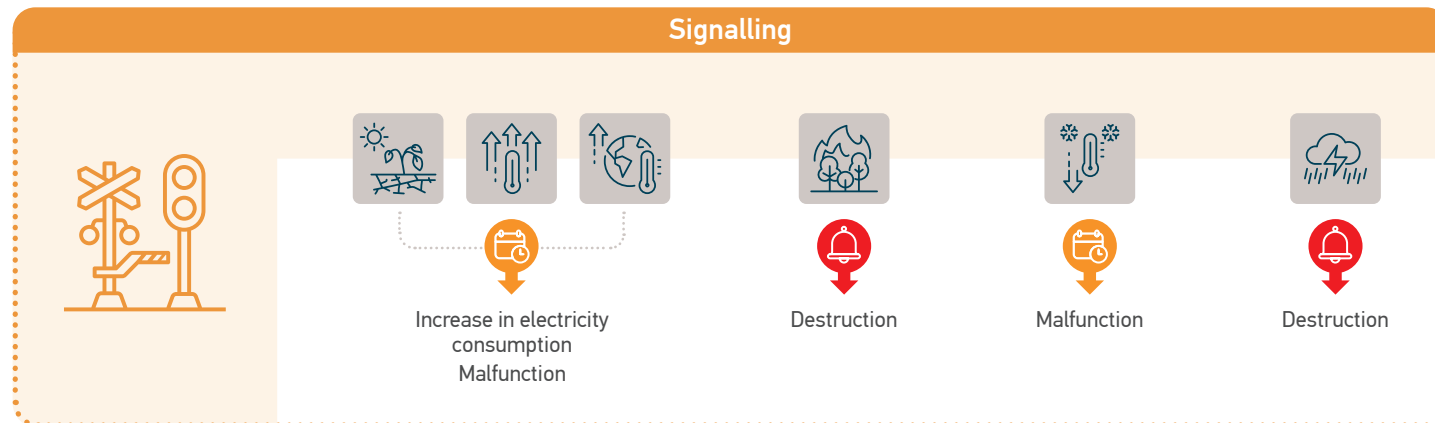 Signalling
Increase in electricity
consumption
Malfunction
Destruction
Malfunction
Destruction